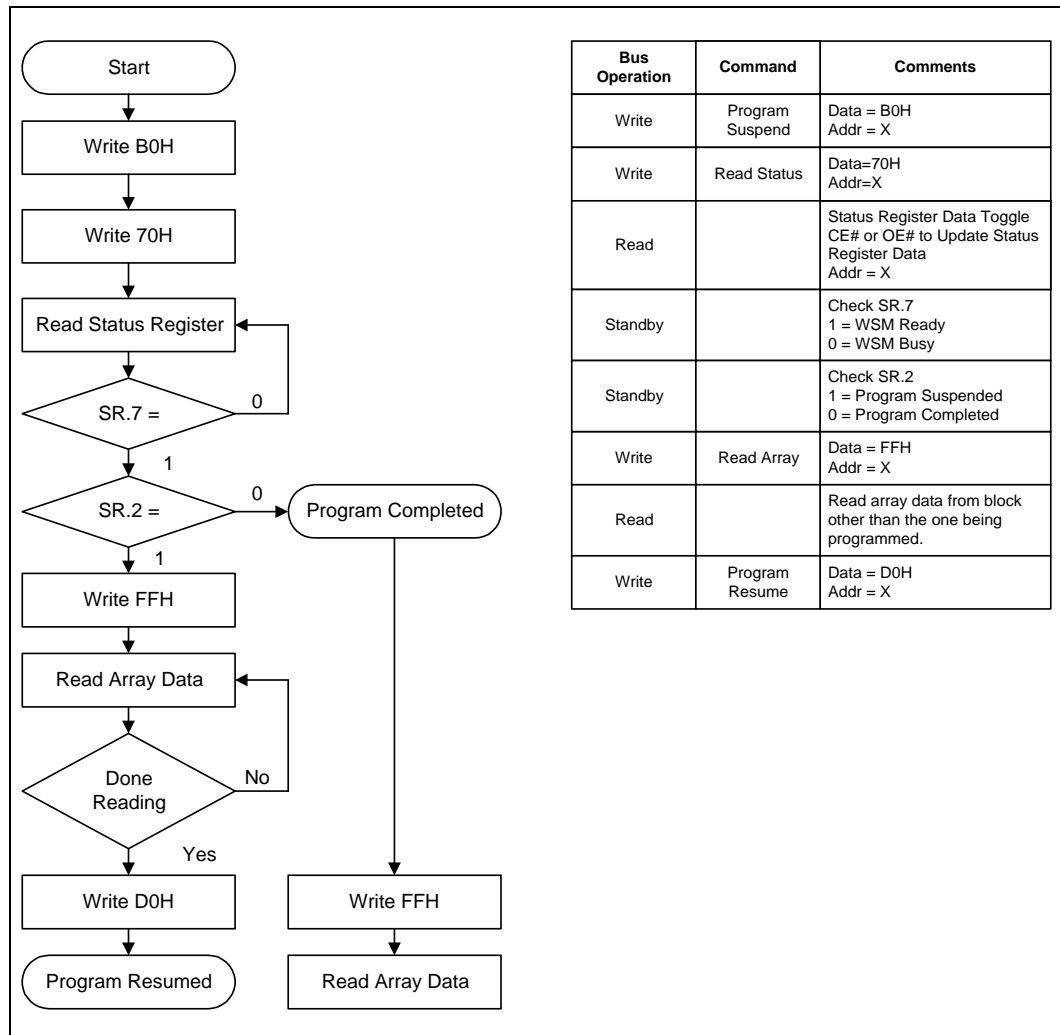 Start
Write B0H
Write 70H
Read Status Register
SR.7 =
0
1
SR.2 =
0
Program Completed
1
Write FFH
Read Array Data
Done
Reading
No
Yes
Write D0H
Write FFH
Program Resumed
Read Array Data
Bus
Operation
Command
Comments
Write
Program
Suspend
Data = B0H
Addr = X
Write
Read Status
Data=70H
Addr=X
Read
Status Register Data Toggle
CE# or OE# to Update Status
Register Data
Addr = X
Standby
Check SR.7
1 = WSM Ready
0 = WSM Busy
Standby
Check SR.2
1 = Program Suspended
0 = Program Completed
Write
Read Array
Data = FFH
Addr = X
Read
Read array data from block
other than the one being
programmed.
Write
Program
Resume
Data = D0H
Addr = X